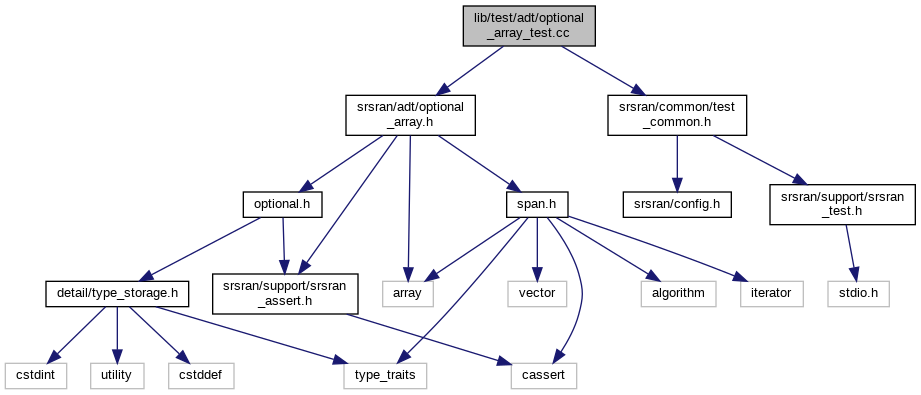 lib/test/adt/optional
_array_test.cc
srsran/adt/optional
_array.h
srsran/common/test
_common.h
optional.h
span.h
srsran/config.h
srsran/support/srsran
_test.h
detail/type_storage.h
srsran/support/srsran
_assert.h
array
vector
algorithm
iterator
stdio.h
cstdint
utility
cstddef
type_traits
cassert